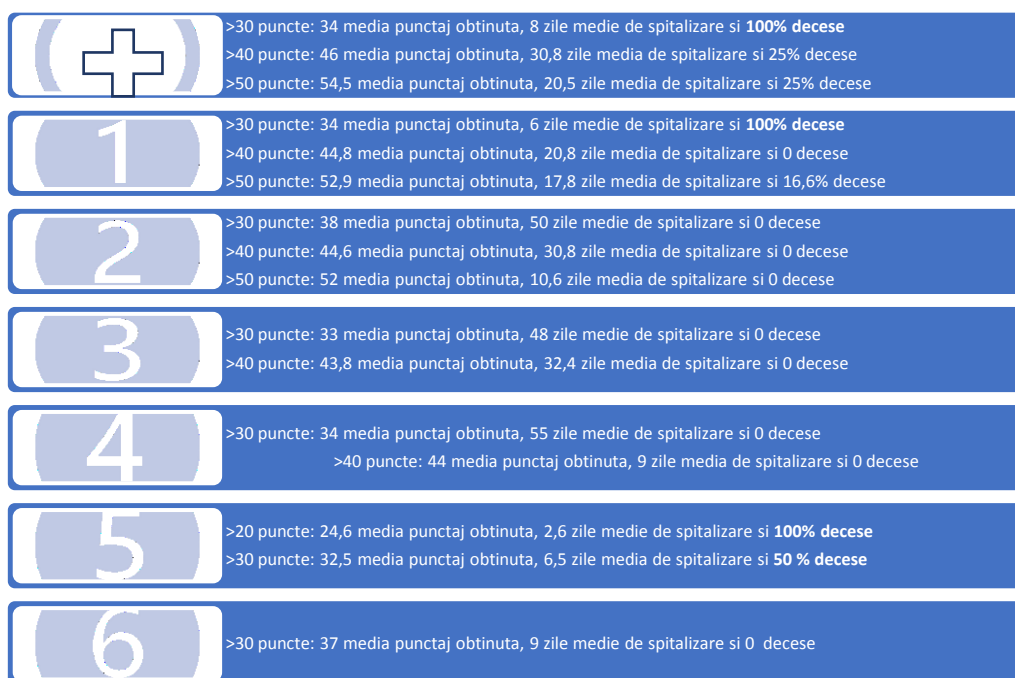 >30 puncte: 34 media punctaj obtinuta, 8 zile media de spitalizare si 100% decese
>40 puncte: 46 media punctaj obtinuta, 30,8 zile media de spitalizare si 25% decese
>50 puncte: 54,5 media punctaj obtinuta, 20,5 zile media de spitalizare si 25% decese
1
>30 puncte: 34 media punctaj obtinuta, 6 zile medie de spitalizare si 100% decese
>40 puncte: 44,8 media punctaj obtinuta, 20,8 zile media de spitalizare si 0 decese
>50 puncte: 52,9 media punctaj obtinuta, 17,8 zile media de spitalizare si 16,6% decese
2
>30 puncte: 38 media punctaj obtinuta, 50 zile medie de spitalizare si 0 decese
>40 puncte: 44,6 media punctaj obtinuta, 30,8 zile media de spitalizare si 0 decese
>50 puncte: 52 media punctaj obtinuta, 10,6 zile media de spitalizare si 0 decese
3
>30 puncte: 33 media punctaj obtinuta, 48 zile medie de spitalizare si 0 decese
>40 puncte: 43,8 media punctaj obtinuta, 32,4 zile media de spitalizare si 0 decese
4
>30 puncte: 34 media punctaj obtinuta, 55 zile medie de spitalizare si 0 decese
>40 puncte: 44 media punctaj obtinuta, 9 zile media de spitalizare si 0 decese
5
>20 puncte: 24,6 media punctaj obtinuta, 2,6 zile medie de spitalizare si 100% decese
>30 puncte: 32,5 media punctaj obtinuta, 6,5 zile media de spitalizare si 50 % decese
6
>30 puncte: 37 media punctaj obtinuta, 9 zile medie de spitalizare si 0 decese